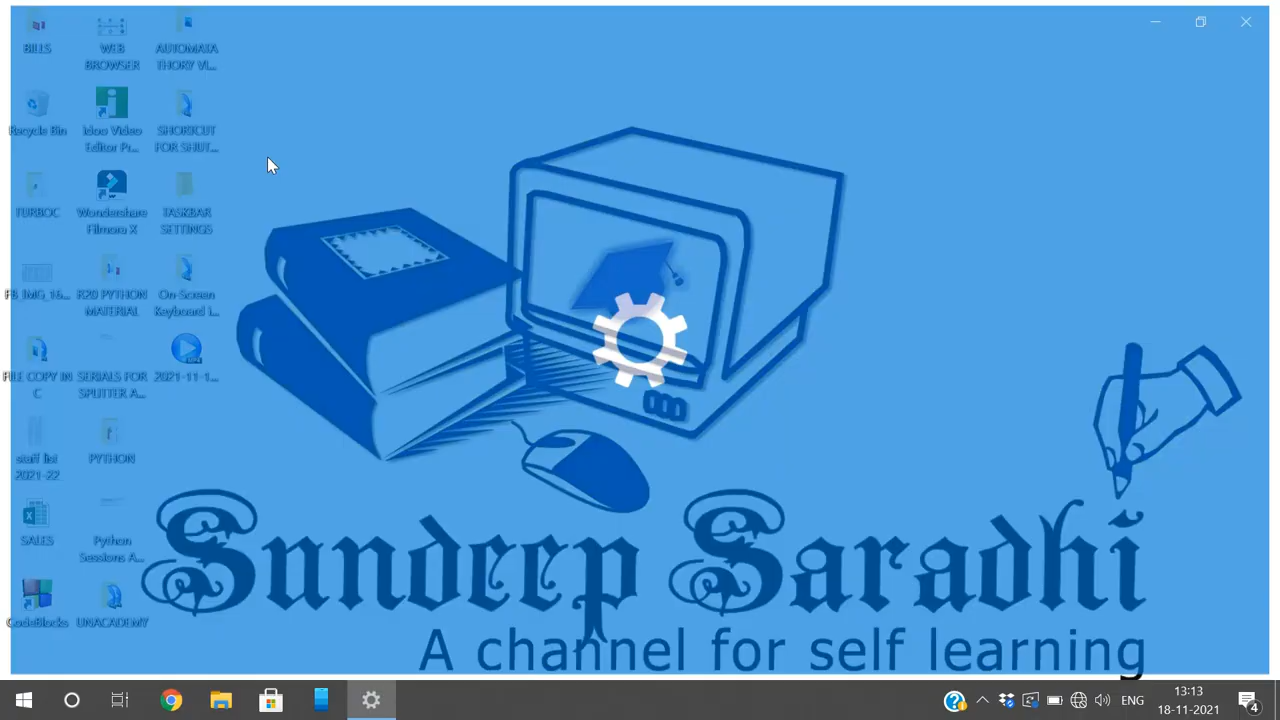 BILLS
WEB
BROWSER
AUTOMATA
THORY VI...
Recycle Bin
Idoo Video
Editor Pr...
SHORTCUT
FOR SHUT...
TURBOC
Wondershare
Filmora X
TASKBAR
SETTINGS
FB_IMG_16...
R20 PYTHON
MATERIAL
On-Screen
Keyboard I...
FILE COPY IN
C
SERIALS FOR
SPLITTER A...
2021-11-1...
staff list
2021-22
PYTHON
SALES
Python
Sessions A...
CodeBlocks
UNACADEMY
Sundeep Saradhi
A channel for self learning
ENG
13:13
18-11-2021
4